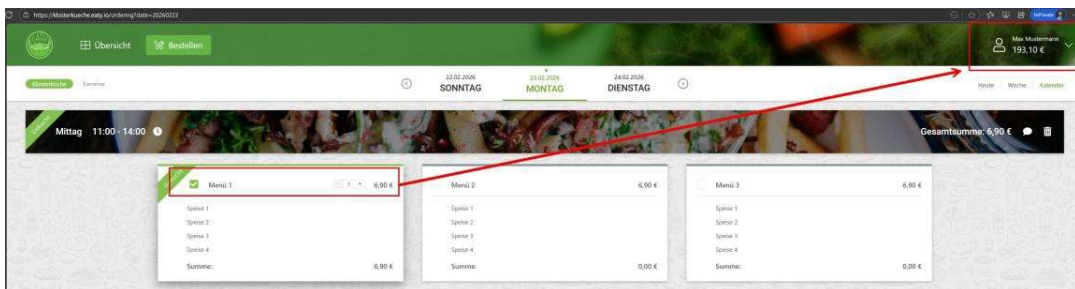 https://klosterkueche.eaty.io/ordering?date=20260223
InPrivate
Übersicht
Bestellen
Max Mustermann
193,10 €
Klosterküche
22.02.2026
SONNTAG
23.02.2026
MONTAG
24.02.2026
DIENSTAG
Heute
Woche
Kalender
Mittag 11:00 - 14:00
Gesamtsumme: 6,90 €
Menü 1
1 +
6,90 €
Speise 1
Speise 2
Speise 3
Speise 4
Summe: 6,90 €
Menü 2 6,90 €
Speise 1
Speise 2
Speise 3
Speise 4
Summe: 0,00 €
Menü 3 6,90 €
Speise 1
Speise 2
Speise 3
Speise 4
Summe: 0,00 €